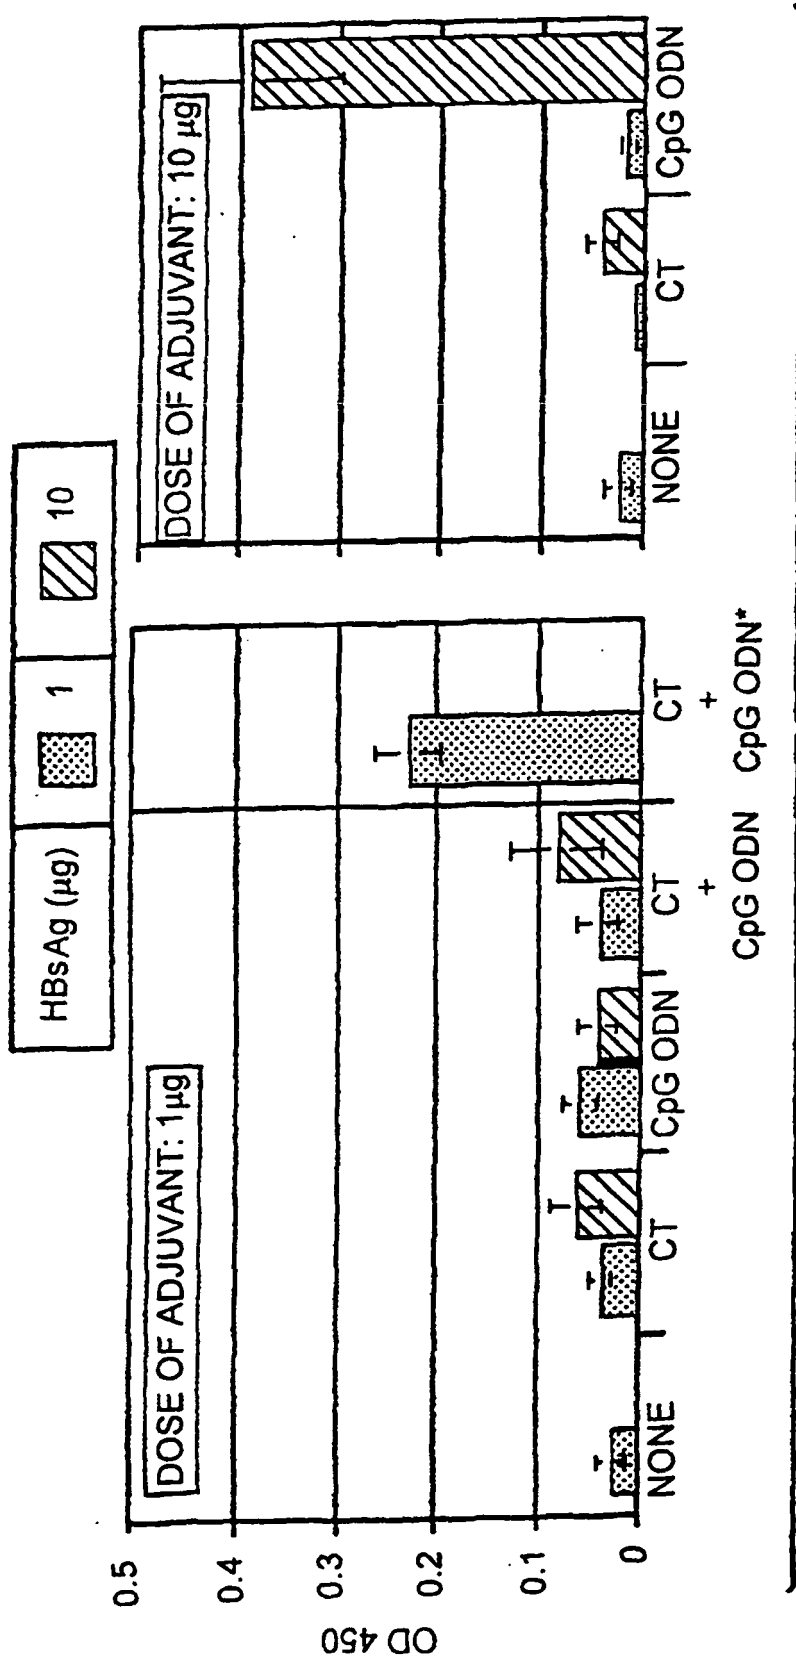 HBsAg (µg) 1 10
DOSE OF ADJUVANT: 1µg
DOSE OF ADJUVANT: 10 µg
OD 450
0.5
0.4
0.3
0.2
0.1
0
NONE CT CpG ODN CT + CpG ODN CT + CpG ODN*
NONE CT CpG ODN